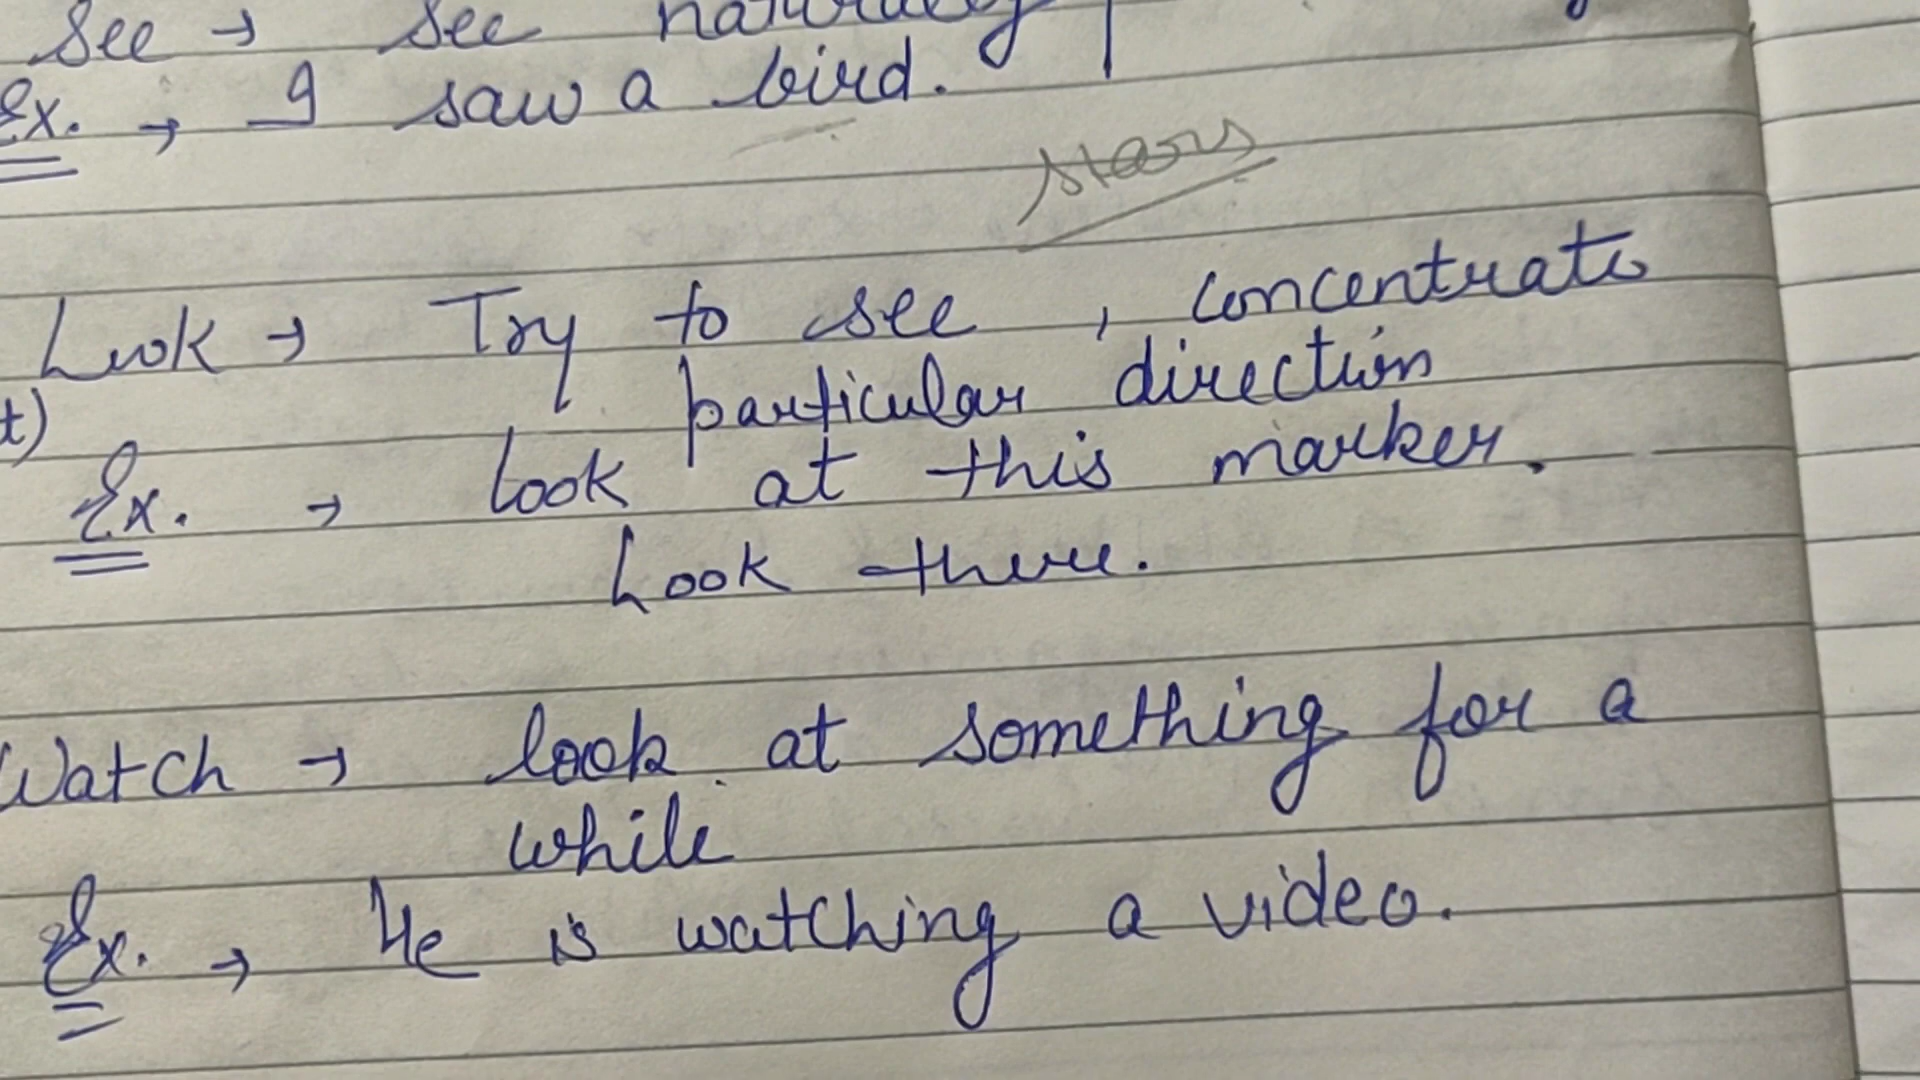 See → see naturally
Ex. → I saw a bird.
Look → Try to see , concentrate
particular direction
t)
Ex. → Look at this marker.
Look there.
Watch → look at something for a
while
Ex. → He is watching a video.